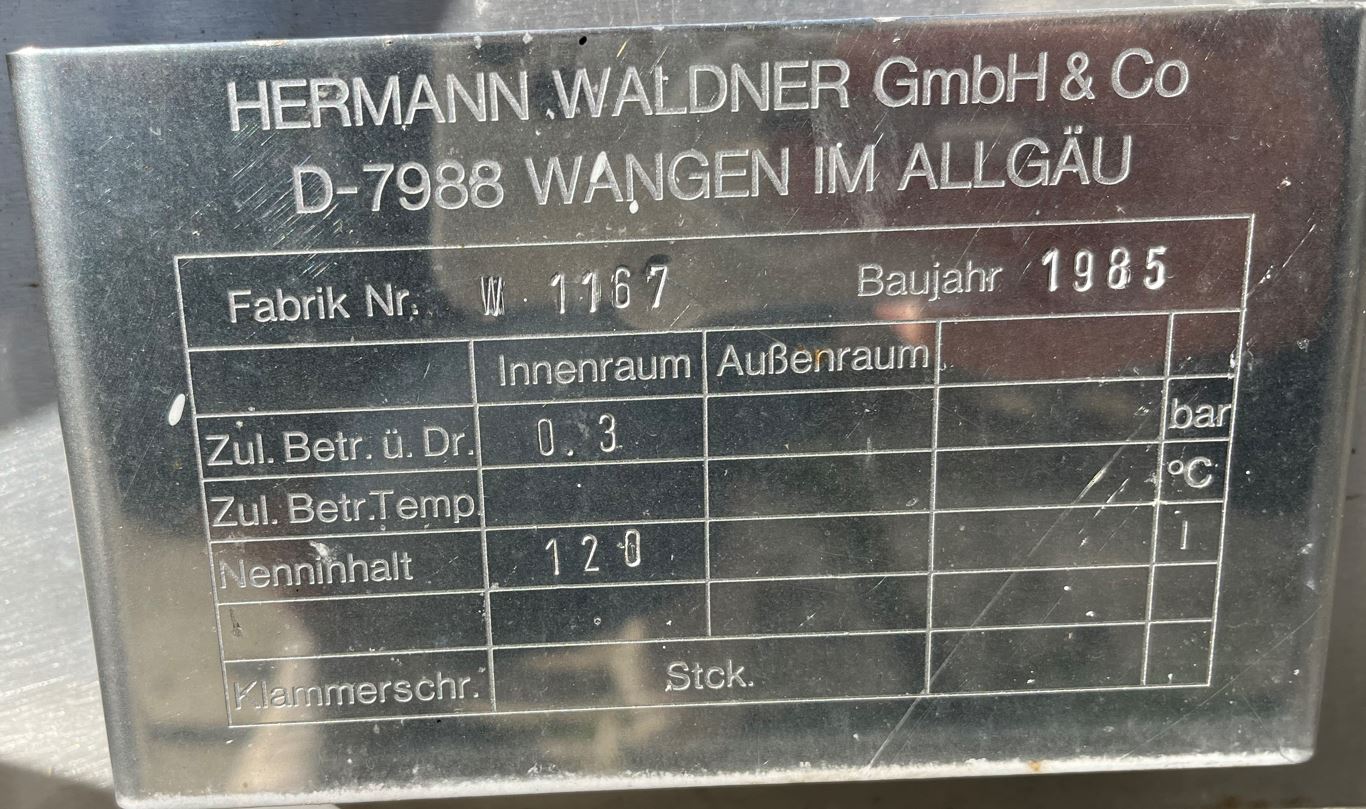 HERMANN WALDNER GmbH & Co
D-7988 WANGEN IM ALLGÄU
Fabrik Nr. W 1167 Baujahr 1985
Innenraum Außenraum
Zul. Betr. ü. Dr. 0.3 bar
Zul. Betr.Temp. °C
Nenninhalt 120 l
Klammerschr. Stck.